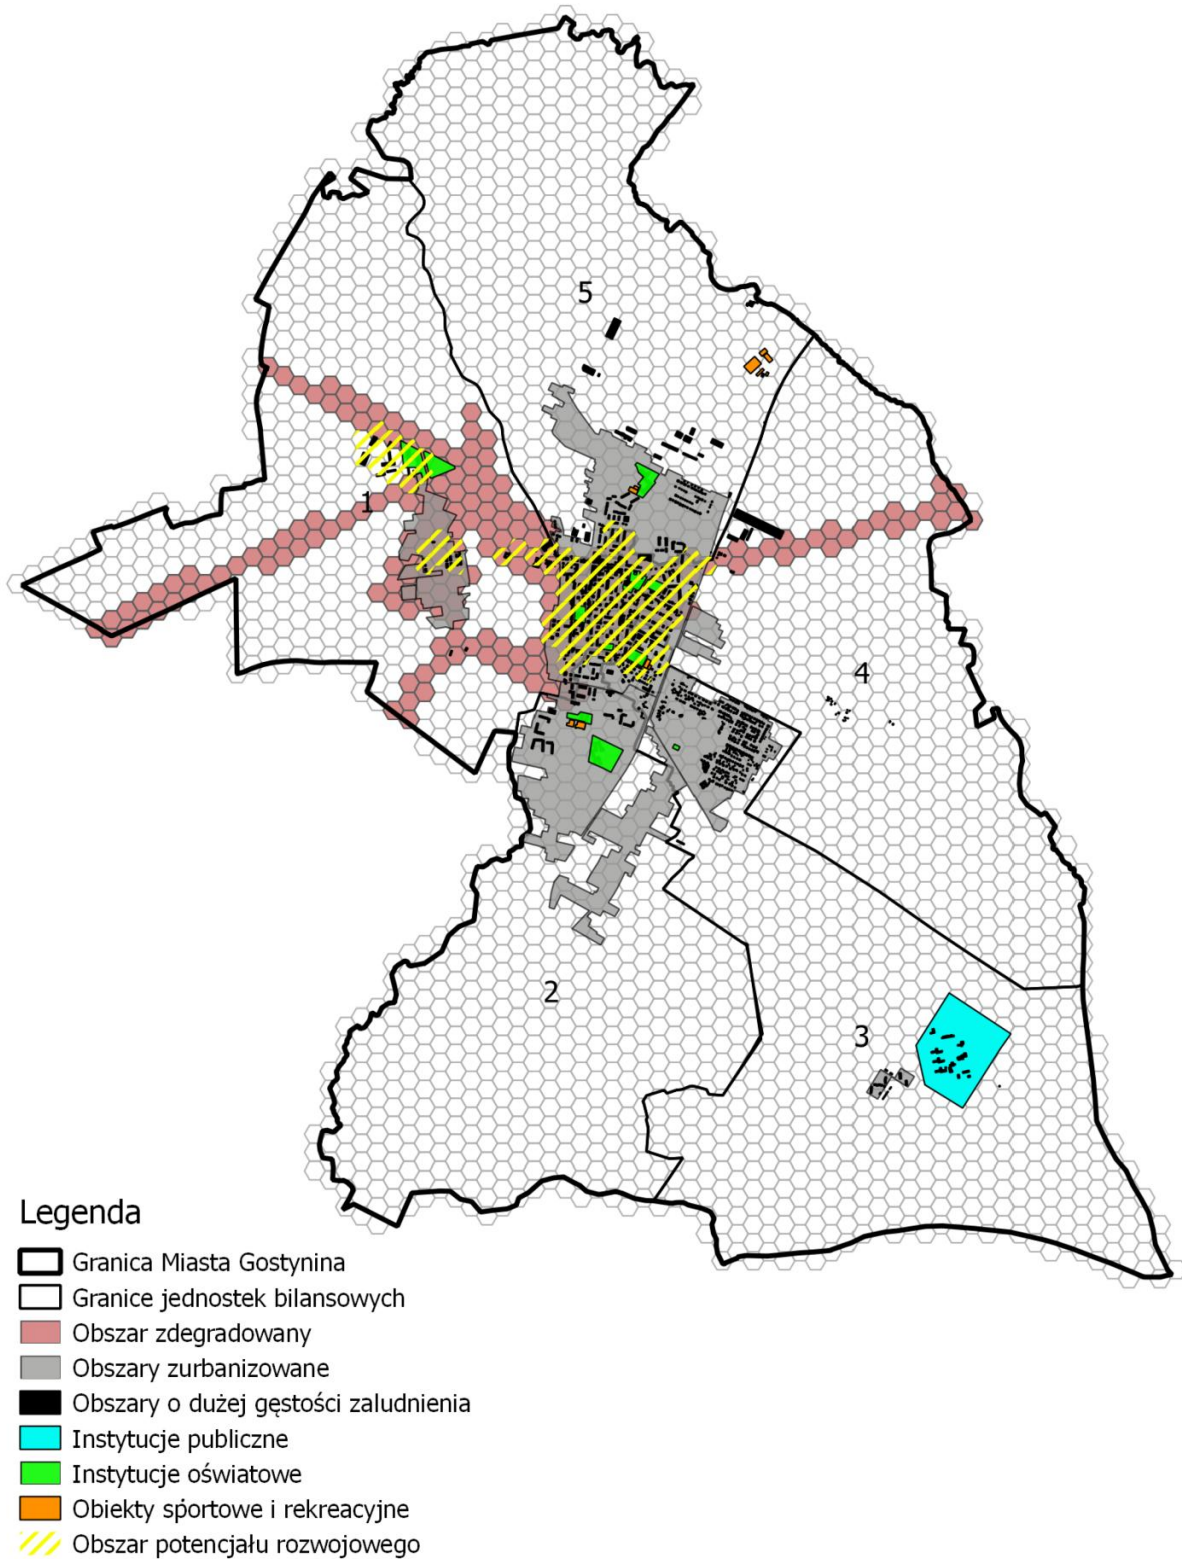 5
1
4
2
3
Legenda
Granica Miasta Gostynina
Granice jednostek bilansowych
Obszar zdegradowany
Obszary zurbanizowane
Obszary o dużej gęstości zaludnienia
Instytucje publiczne
Instytucje oświatowe
Obiekty sportowe i rekreacyjne
Obszar potencjału rozwojowego